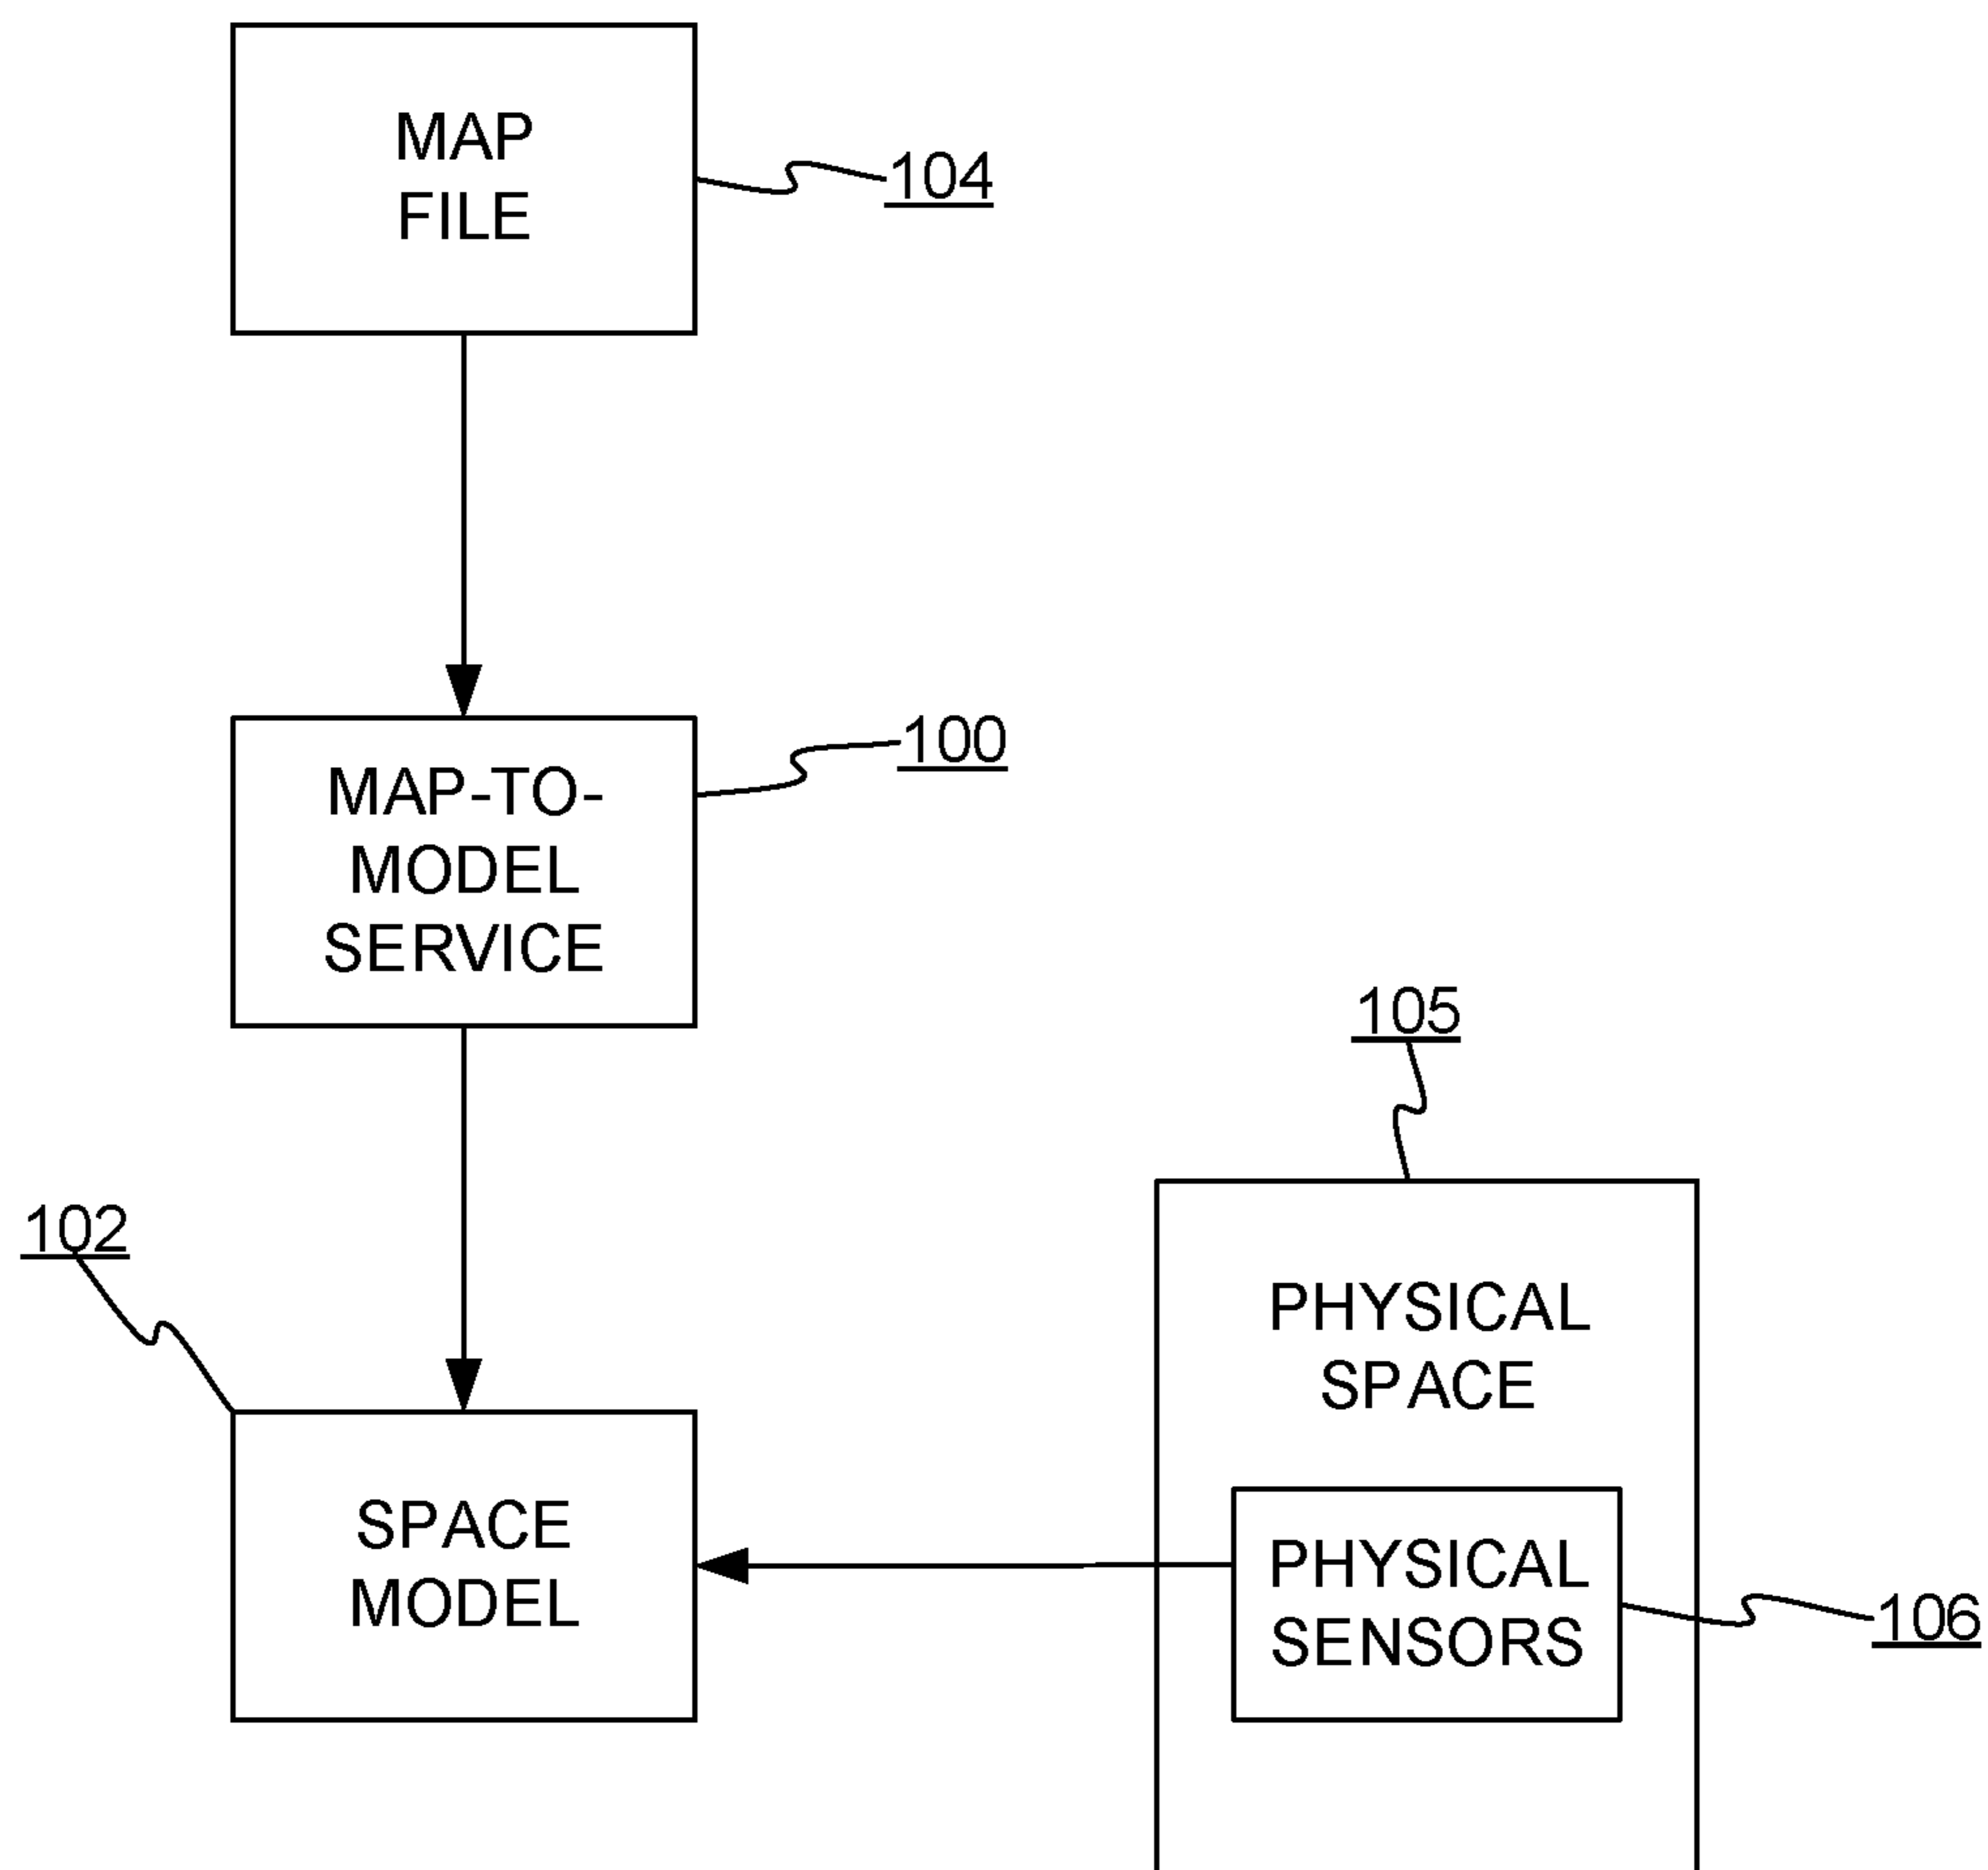 MAP
FILE
104
MAP-TO-
MODEL
SERVICE
100
105
102
PHYSICAL
SPACE
SPACE
MODEL
PHYSICAL
SENSORS
106